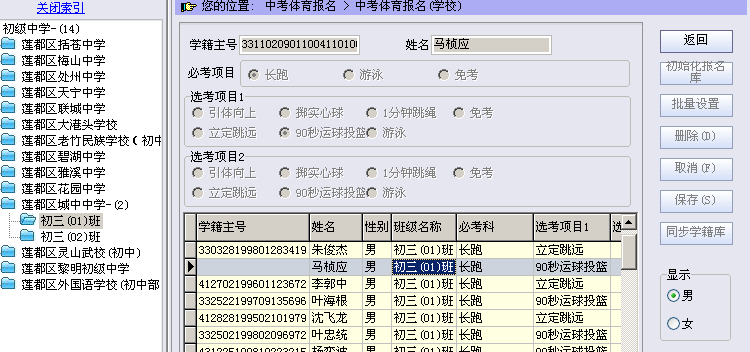 关闭索引
您的位置： 中考体育报名 > 中考体育报名(学校)
初级中学-(14)
莲都区括苍中学
莲都区梅山中学
莲都区处州中学
莲都区天宁中学
莲都区联城中学
莲都区大港头学校
莲都区老竹民族学校(初中
莲都区碧湖中学
莲都区雅溪中学
莲都区花园中学
莲都区城中中学-(2)
初三(01)班
初三(02)班
莲都区灵山武校(初中)
莲都区黎明初级中学
莲都区外国语学校(初中部
学籍主号 3311020901100411010 姓名 马桢应
必考项目 长跑 游泳 免考
选考项目1
引体向上 掷实心球 1分钟跳绳 免考
立定跳远 90秒运球投篮 游泳
选考项目2
引体向上 掷实心球 1分钟跳绳 免考
立定跳远 90秒运球投篮 游泳
学籍主号 姓名 性别 班级名称 必考科 选考项目1 选
330328199801283419 朱俊杰 男 初三(01)班 长跑 立定跳远
马桢应 男 初三(01)班 长跑 90秒运球投篮
412702199601123672 李郭中 男 初三(01)班 长跑 立定跳远
332522199709135696 叶海根 男 初三(01)班 长跑 90秒运球投篮
412828199502101979 沈飞龙 男 初三(01)班 长跑 立定跳远
332502199802096972 叶忠统 男 初三(01)班 长跑 90秒运球投篮
返回
初始化报名库
批量设置
删除(D)
取消(F)
保存(S)
同步学籍库
显示
男
女